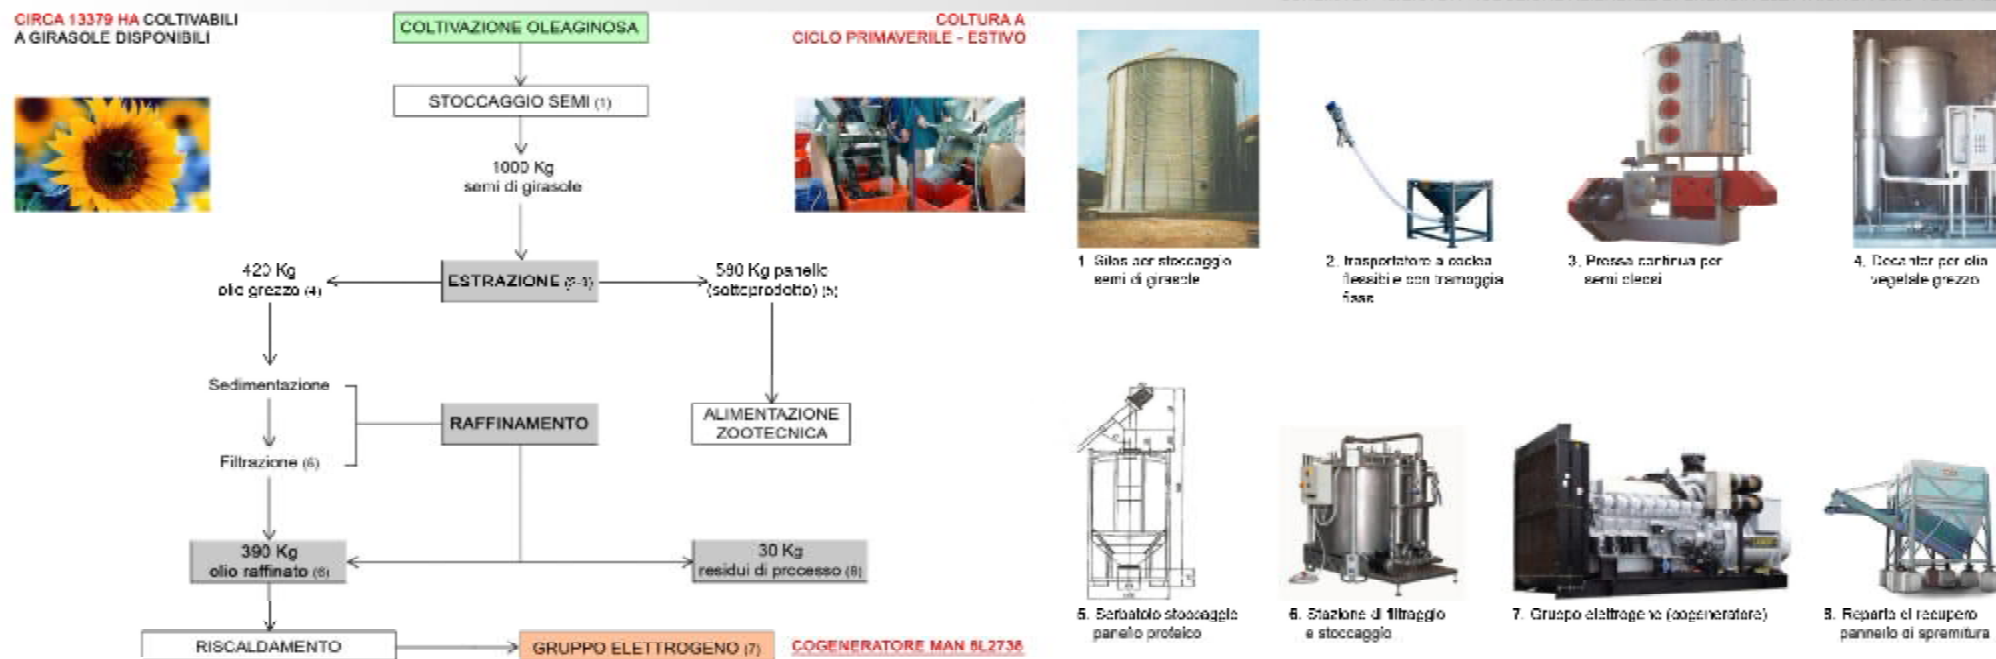 CIRCA 13379 HA COLTIVABILI
A GIRASOLE DISPONIBILI
COLTIVAZIONE OLEAGINOSA
COLTURA A
CICLO PRIMAVERILE - ESTIVO
STOCCAGGIO SEMI (1)
1000 Kg
semi di girasole
420 Kg
olio grezzo (4)
ESTRAZIONE (2-3)
580 Kg panello
(sottoprodotto) (5)
Sedimentazione
RAFFINAMENTO
Filtrazione (6)
ALIMENTAZIONE
ZOOTECNICA
390 Kg
olio raffinato (6)
30 Kg
residui di processo (8)
RISCALDAMENTO
GRUPPO ELETTROGENO (7)
COGENERATORE MAN
1. Silos per stoccaggio
semi di girasole
2. trasportatore a coclea
flessibile con tramoggia
fissa
3. Pressa continua per
semi oleosi
4. Decanter per olio
vegetale grezzo
5. Serbatoio stoccaggio
panello proteico
6. Stazione di filtraggio
e stoccaggio
7. Gruppo elettrogeno (cogeneratore)
8. Reparto di recupero
pannello di spremitura